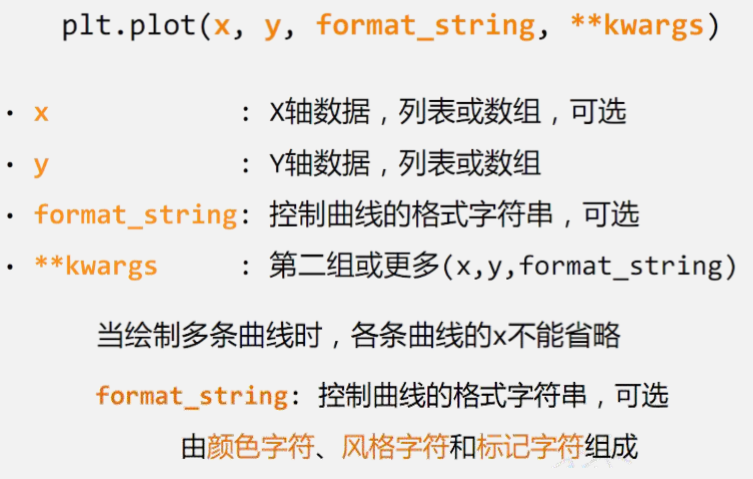 plt.plot(x, y, format_string, **kwargs)
· x : X轴数据,列表或数组,可选
· y : Y轴数据,列表或数组
· format_string: 控制曲线的格式字符串,可选
· **kwargs : 第二组或更多(x,y,format_string)
当绘制多条曲线时,各条曲线的x不能省略
format_string: 控制曲线的格式字符串,可选
由颜色字符、风格字符和标记字符组成